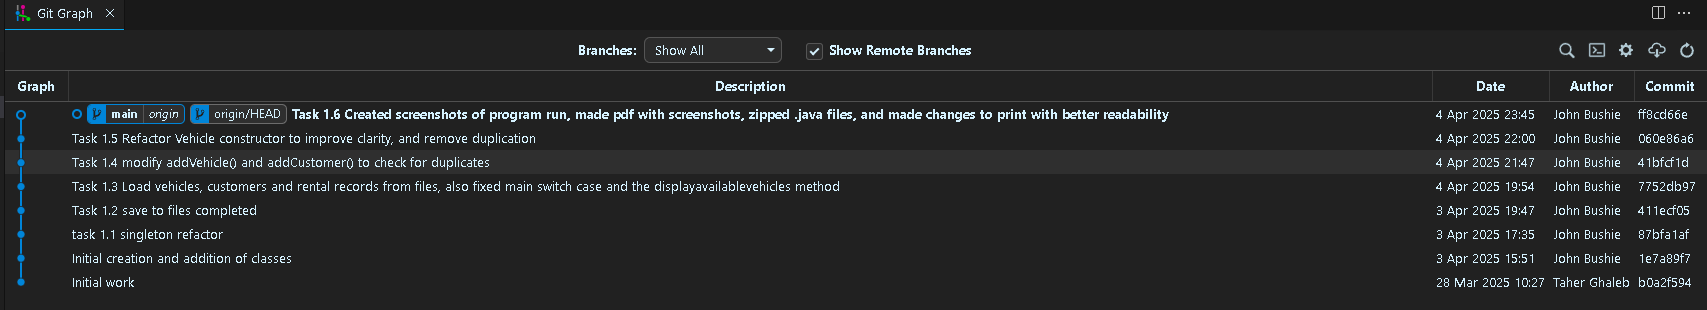 Git Graph
Branches: Show All Show Remote Branches
Graph Description Date Author Commit
main origin origin/HEAD Task 1.6 Created screenshots of program run, made pdf with screenshots, zipped .java files, and made changes to print with better readability 4 Apr 2025 23:45 John Bushie ff8cd66e
Task 1.5 Refactor Vehicle constructor to improve clarity, and remove duplication 4 Apr 2025 22:00 John Bushie 060e86a6
Task 1.4 modify addVehicle() and addCustomer() to check for duplicates 4 Apr 2025 21:47 John Bushie 41bfcf1d
Task 1.3 Load vehicles, customers and rental records from files, also fixed main switch case and the displayavailablevehicles method 4 Apr 2025 19:54 John Bushie 7752db97
Task 1.2 save to files completed 3 Apr 2025 19:47 John Bushie 411ecf05
task 1.1 singleton refactor 3 Apr 2025 17:35 John Bushie 87bfa1af
Initial creation and addition of classes 3 Apr 2025 15:51 John Bushie 1e7a89f7
Initial work 28 Mar 2025 10:27 Taher Ghaleb b0a2f594